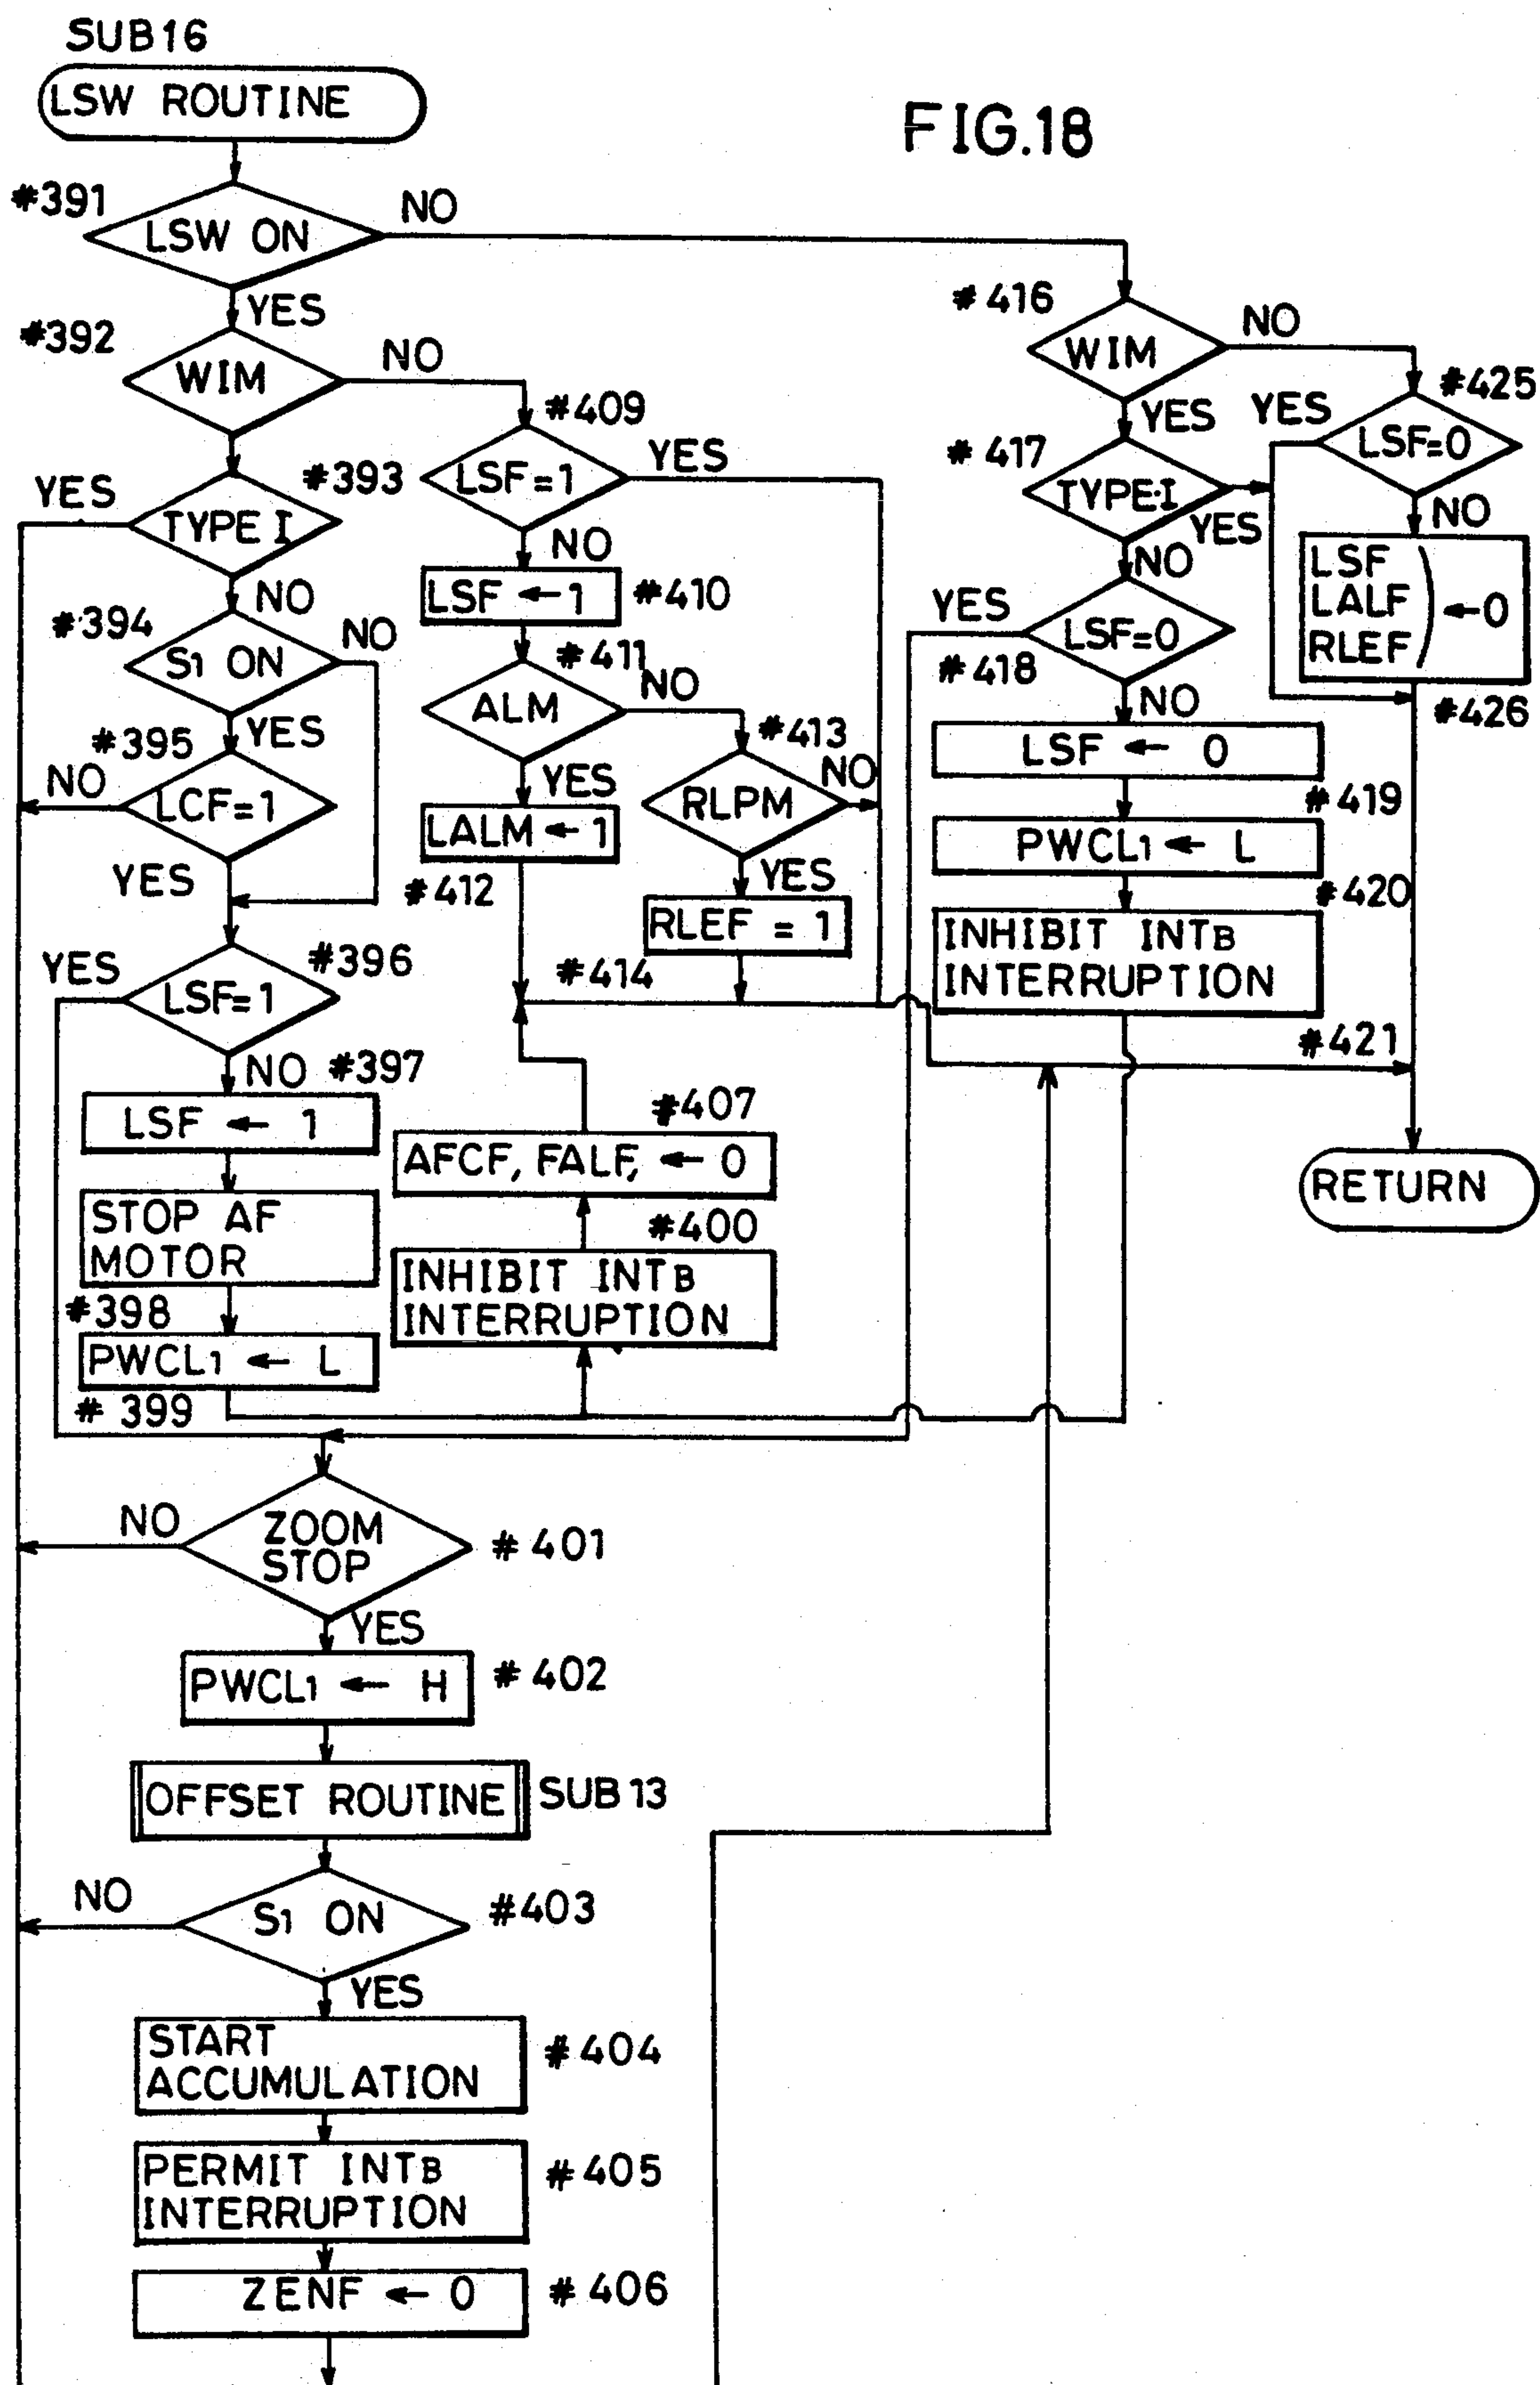 SUB16
LSW ROUTINE
FIG.18
#391
LSW ON
NO
YES
#392
WIM
NO
#393
YES
TYPE I
NO
#394
S1 ON
NO
YES
#395
NO
LCF=1
YES
#396
YES
LSF=1
NO
#397
LSF ← 1
STOP AF
MOTOR
#398
PWCL1 ← L
# 399
#409
LSF=1
YES
NO
LSF ←1
#410
#411
ALM
NO
YES
LALM ← 1
#412
#413
RLPM
NO
YES
RLEF = 1
#414
#407
AFCF, FALF, ← 0
#400
INHIBIT INTB
INTERRUPTION
#416
WIM
NO
YES
#417
TYPE·I
YES
NO
YES
LSF=0
#418
NO
LSF ← 0
#419
PWCL1 ← L
#420
INHIBIT INTB
INTERRUPTION
#421
#425
YES
LSF=0
NO
LSF
LALF ) ←0
RLEF
#426
RETURN
NO
ZOOM
STOP
# 401
YES
PWCL1 ← H
# 402
OFFSET ROUTINE
SUB 13
NO
S1 ON
#403
YES
START
ACCUMULATION
# 404
PERMIT INTB
INTERRUPTION
# 405
ZENF ← 0
# 406